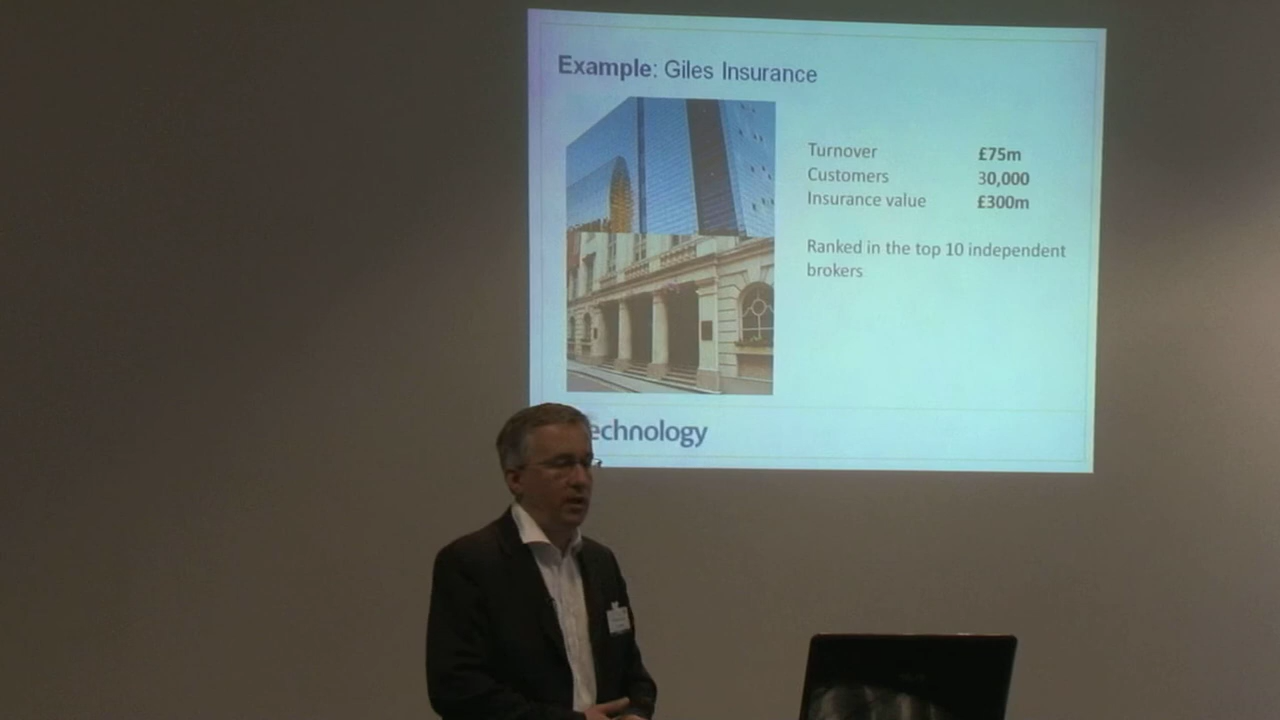 Example: Giles Insurance
Turnover £75m
Customers 30,000
Insurance value £300m
Ranked in the top 10 independent
brokers
echnology